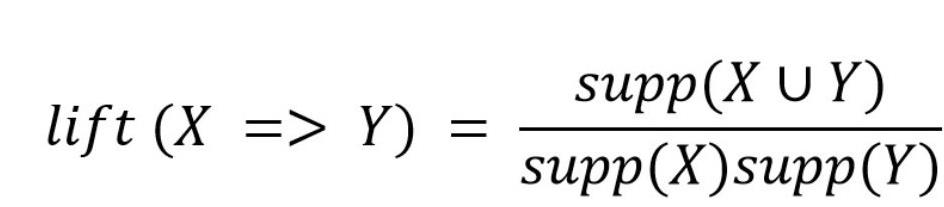 lift (X => Y) = supp(X ∪ Y) / supp(X)supp(Y)